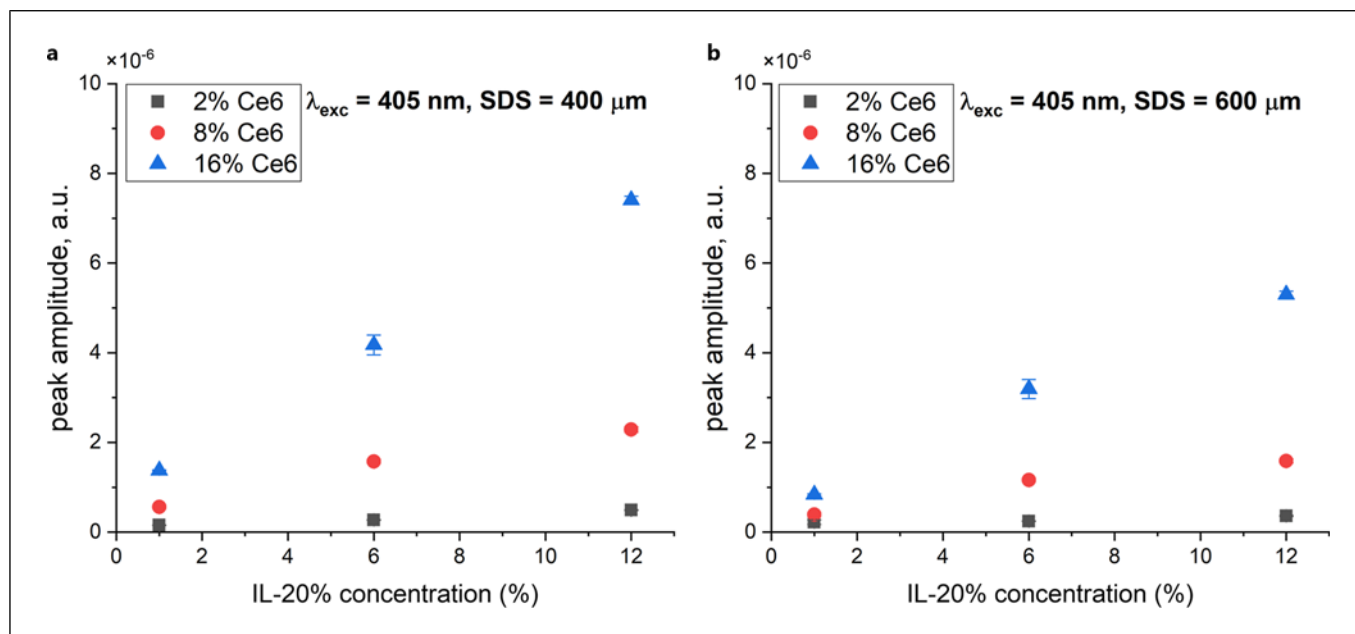 a
×10⁻⁶
10
8
6
4
2
0
peak amplitude, a.u.
2% Ce6
8% Ce6
16% Ce6
λexc = 405 nm, SDS = 400 μm
0 2 4 6 8 10 12
IL-20% concentration (%)
b
×10⁻⁶
10
8
6
4
2
0
peak amplitude, a.u.
2% Ce6
8% Ce6
16% Ce6
λexc = 405 nm, SDS = 600 μm
0 2 4 6 8 10 12
IL-20% concentration (%)